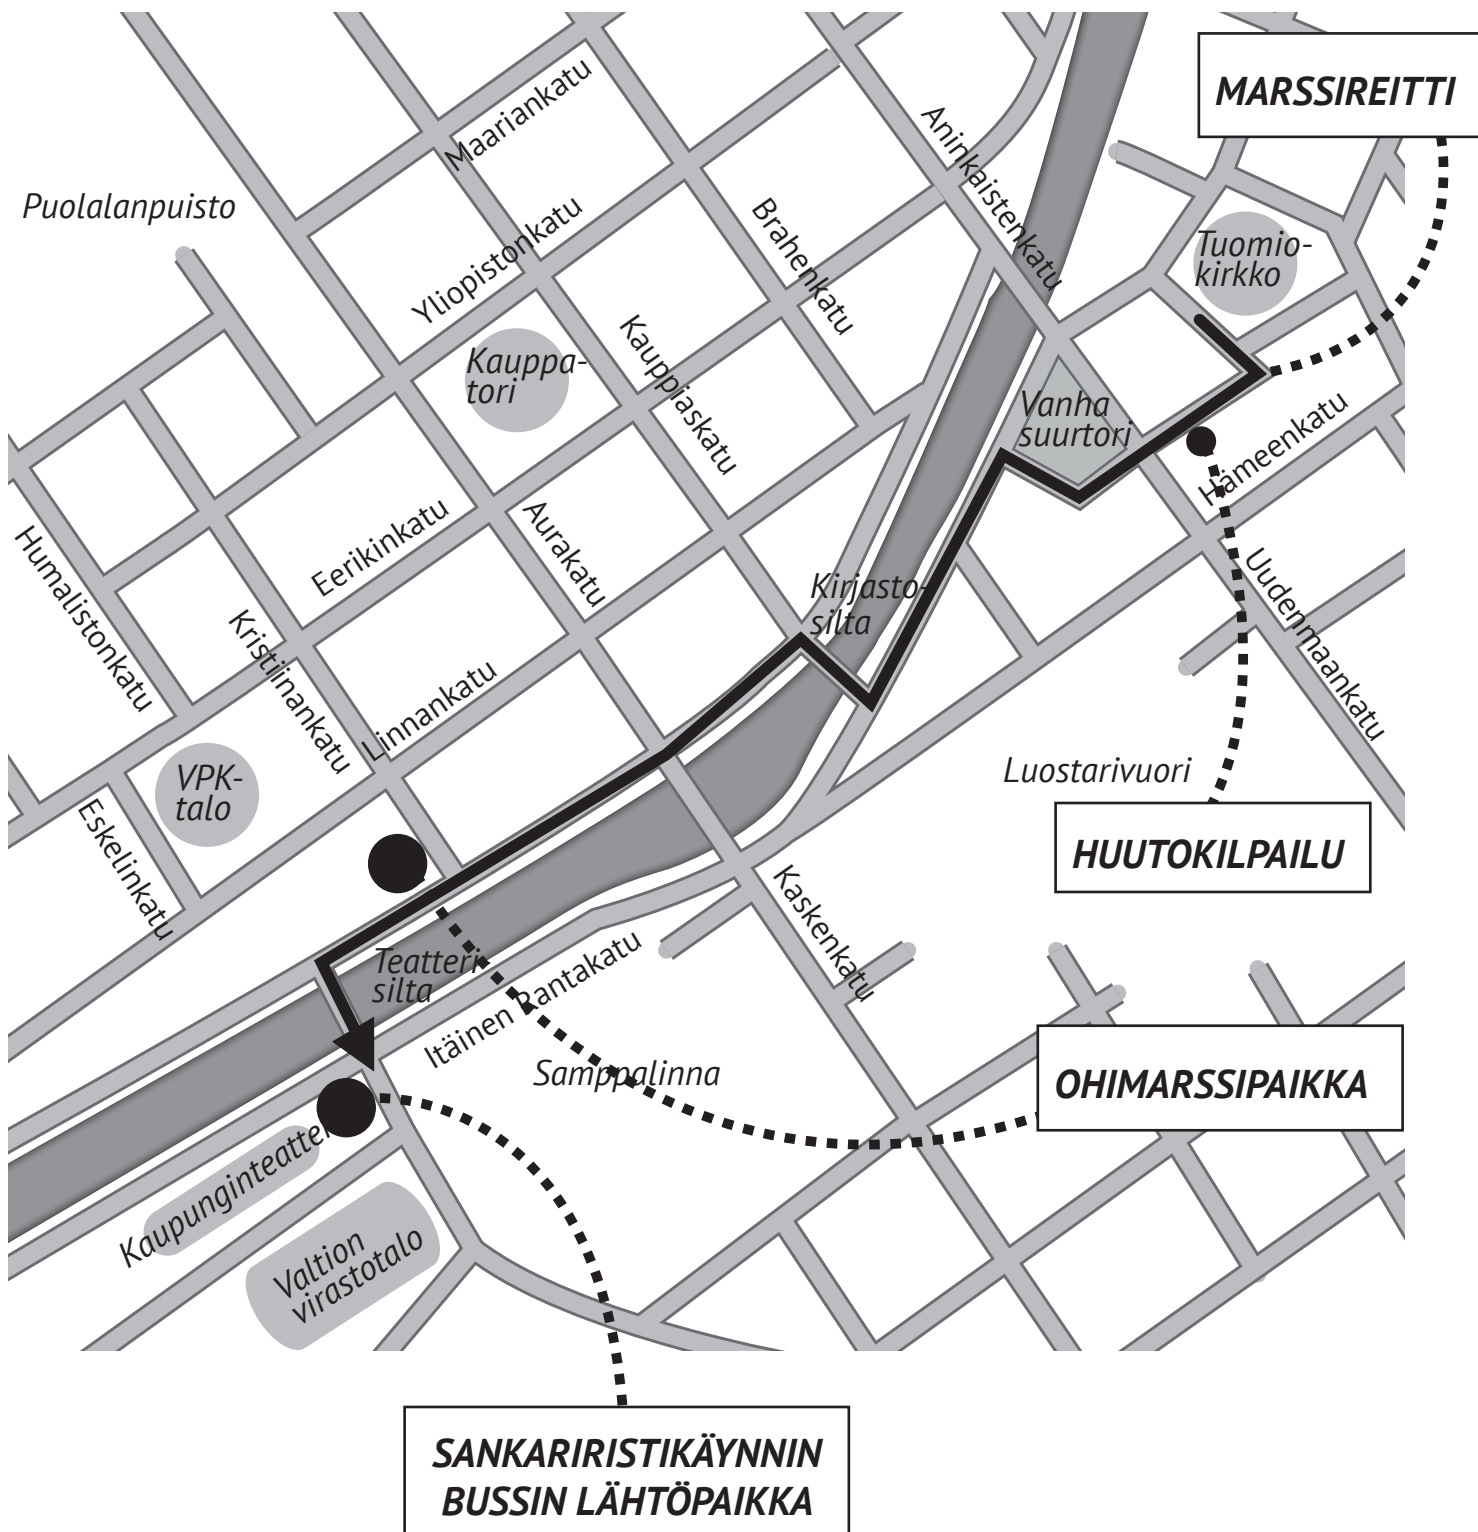 MARSSIREITTI
Maariankatu
Aninkaistenkatu
Puolalanpuisto
Yliopistonkatu
Brahenkatu
Tuomio-
kirkko
Kauppa-
tori
Kauppiaskatu
Vanha
suurtori
Hämeenkatu
Humalistonkatu
Eerikinkatu
Aurakatu
Kirjasto-
silta
Uudenmaankatu
Kristiinankatu
Linnankatu
VPK-
talo
Luostarivuori
Eskelinkatu
HUUTOKILPAILU
Kaskenkatu
Teatteri
silta
Itäinen Rantakatu
Samppalinna
OHIMARSSIPAIKKA
Kaupunginteatteri
Valtion
virastotalo
SANKARIRISTIKÄYNNIN
BUSSIN LÄHTÖPAIKKA